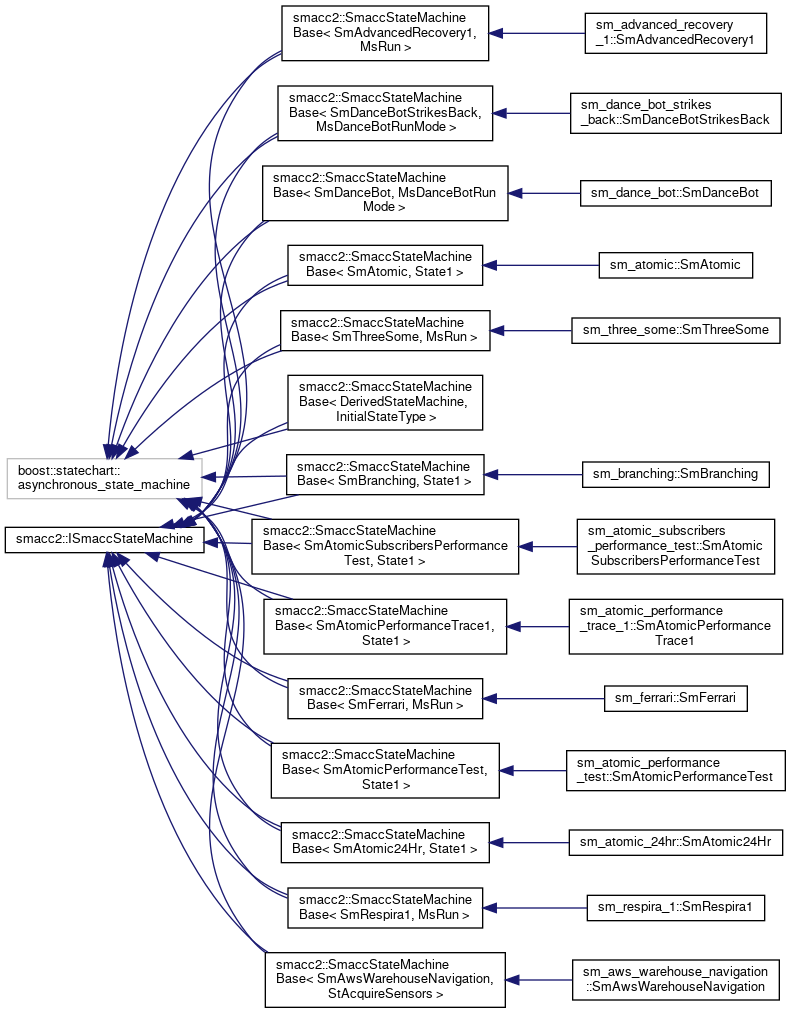 smacc2::SmaccStateMachine
Base< SmAdvancedRecovery1,
MsRun >
sm_advanced_recovery
_1::SmAdvancedRecovery1
smacc2::SmaccStateMachine
Base< SmDanceBotStrikesBack,
MsDanceBotRunMode >
sm_dance_bot_strikes
_back::SmDanceBotStrikesBack
smacc2::SmaccStateMachine
Base< SmDanceBot, MsDanceBotRun
Mode >
sm_dance_bot::SmDanceBot
smacc2::SmaccStateMachine
Base< SmAtomic, State1 >
sm_atomic::SmAtomic
smacc2::SmaccStateMachine
Base< SmThreeSome, MsRun >
sm_three_some::SmThreeSome
smacc2::SmaccStateMachine
Base< DerivedStateMachine,
InitialStateType >
boost::statechart::
asynchronous_state_machine
smacc2::SmaccStateMachine
Base< SmBranching, State1 >
sm_branching::SmBranching
smacc2::ISmaccStateMachine
smacc2::SmaccStateMachine
Base< SmAtomicSubscribersPerformance
Test, State1 >
sm_atomic_subscribers
_performance_test::SmAtomic
SubscribersPerformanceTest
smacc2::SmaccStateMachine
Base< SmAtomicPerformanceTrace1,
State1 >
sm_atomic_performance
_trace_1::SmAtomicPerformance
Trace1
smacc2::SmaccStateMachine
Base< SmFerrari, MsRun >
sm_ferrari::SmFerrari
smacc2::SmaccStateMachine
Base< SmAtomicPerformanceTest,
State1 >
sm_atomic_performance
_test::SmAtomicPerformanceTest
smacc2::SmaccStateMachine
Base< SmAtomic24Hr, State1 >
sm_atomic_24hr::SmAtomic24Hr
smacc2::SmaccStateMachine
Base< SmRespira1, MsRun >
sm_respira_1::SmRespira1
smacc2::SmaccStateMachine
Base< SmAwsWarehouseNavigation,
StAcquireSensors >
sm_aws_warehouse_navigation
::SmAwsWarehouseNavigation